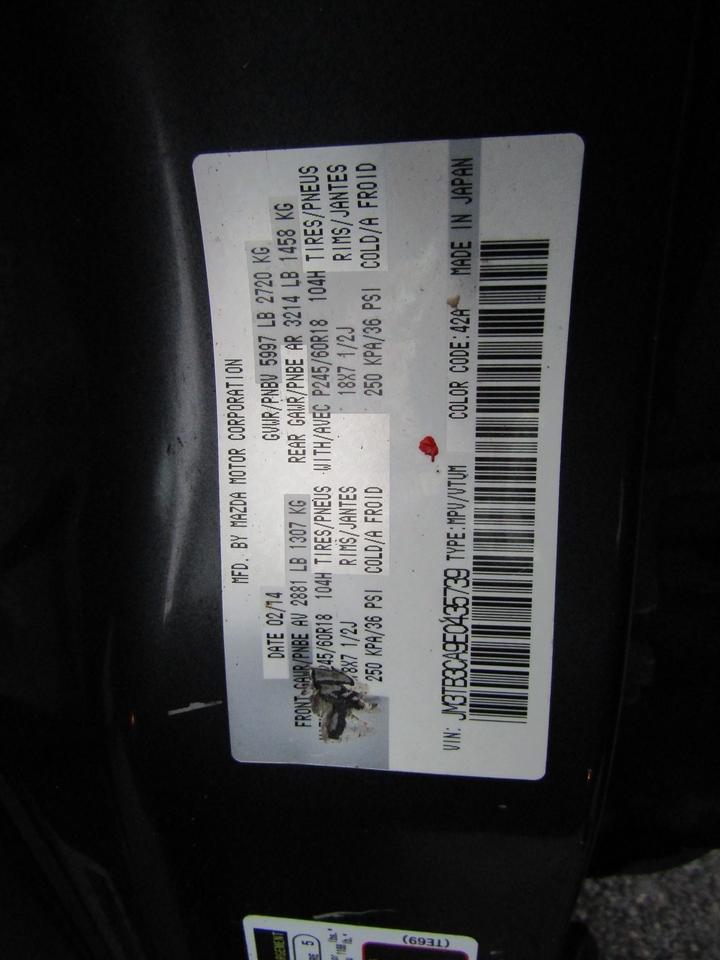 MFD. BY MAZDA MOTOR CORPORATION
DATE 02/14 GVWR/PNBV 5997 LB 2720 KG
FRONT GAWR/PNBE AV 2881 LB 1307 KG REAR GAWR/PNBE AR 3214 LB 1458 KG
245/60R18 104H TIRES/PNEUS WITH/AVEC P245/60R18 104H TIRES/PNEUS
18X7 1/2J RIMS/JANTES 18X7 1/2J RIMS/JANTES
250 KPA/36 PSI COLD/A FROID 250 KPA/36 PSI COLD/A FROID
VIN: JM3TB3CA9E0435739 TYPE:MPV/VTUM COLOR CODE:42A MADE IN JAPAN
5
(TE69)